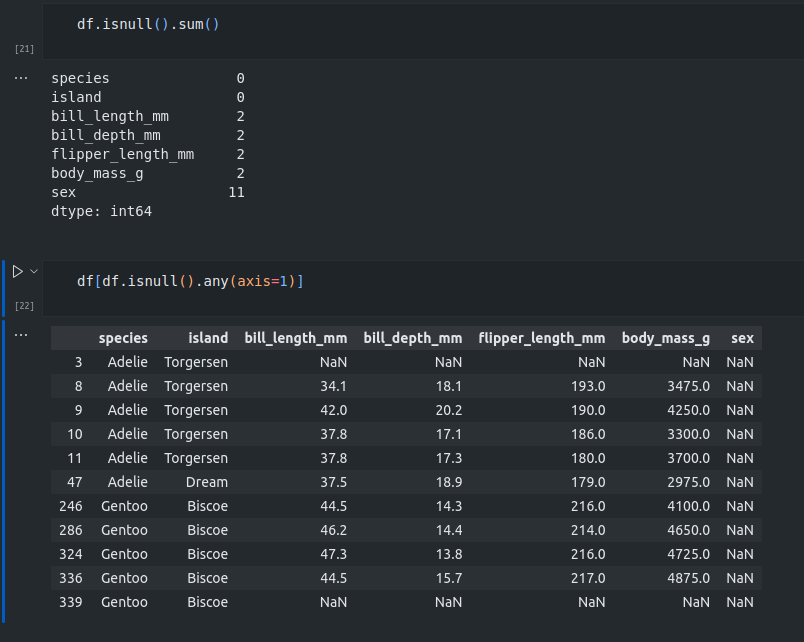 df.isnull().sum()
[21]
...
species 0
island 0
bill_length_mm 2
bill_depth_mm 2
flipper_length_mm 2
body_mass_g 2
sex 11
dtype: int64
df[df.isnull().any(axis=1)]
[22]
...
species island bill_length_mm bill_depth_mm flipper_length_mm body_mass_g sex
3 Adelie Torgersen NaN NaN NaN NaN NaN
8 Adelie Torgersen 34.1 18.1 193.0 3475.0 NaN
9 Adelie Torgersen 42.0 20.2 190.0 4250.0 NaN
10 Adelie Torgersen 37.8 17.1 186.0 3300.0 NaN
11 Adelie Torgersen 37.8 17.3 180.0 3700.0 NaN
47 Adelie Dream 37.5 18.9 179.0 2975.0 NaN
246 Gentoo Biscoe 44.5 14.3 216.0 4100.0 NaN
286 Gentoo Biscoe 46.2 14.4 214.0 4650.0 NaN
324 Gentoo Biscoe 47.3 13.8 216.0 4725.0 NaN
336 Gentoo Biscoe 44.5 15.7 217.0 4875.0 NaN
339 Gentoo Biscoe NaN NaN NaN NaN NaN